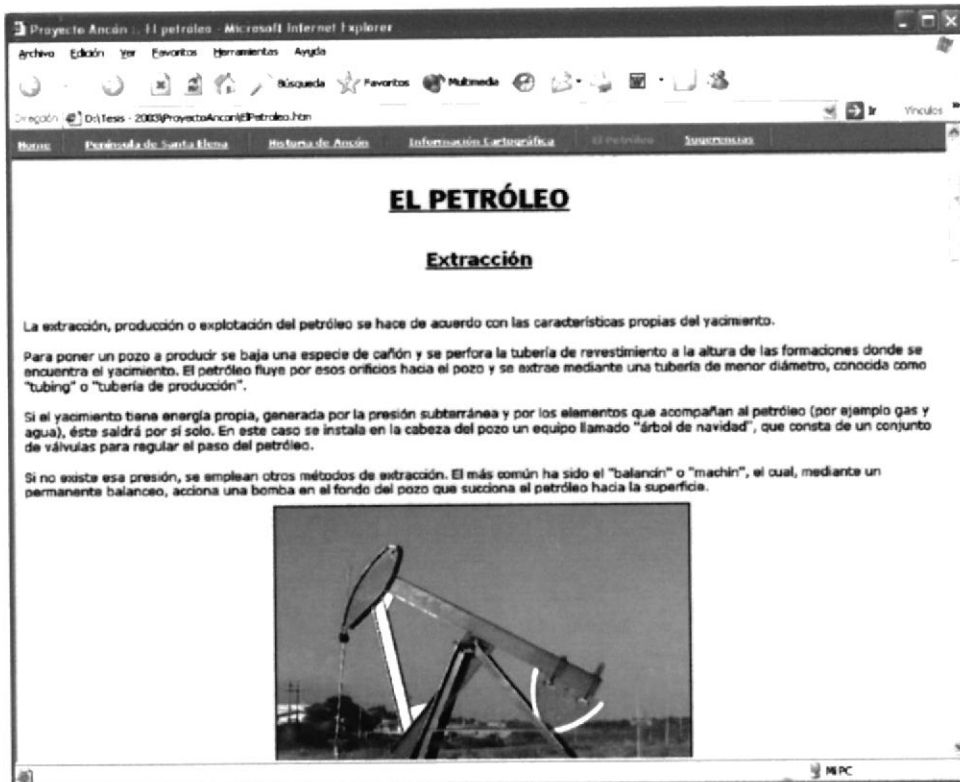 Proyecto Ancón :. El petróleo - Microsoft Internet Explorer
Archivo Edición Ver Favoritos Herramientas Ayuda
Búsqueda Favoritos Multimedia
Dirección D:\Tesis - 2003\ProyectoAncon\ElPetroleo.htm Ir Vínculos
Home Península de Santa Elena Historia de Ancón Información Cartográfica El Petróleo Sugerencias
EL PETRÓLEO
Extracción
La extracción, producción o explotación del petróleo se hace de acuerdo con las características propias del yacimiento.
Para poner un pozo a producir se baja una especie de cañón y se perfora la tubería de revestimiento a la altura de las formaciones donde se
encuentra el yacimiento. El petróleo fluye por esos orificios hacia el pozo y se extrae mediante una tubería de menor diámetro, conocida como
"tubing" o "tubería de producción".
Si el yacimiento tiene energía propia, generada por la presión subterránea y por los elementos que acompañan al petróleo (por ejemplo gas y
agua), éste saldrá por sí solo. En este caso se instala en la cabeza del pozo un equipo llamado "árbol de navidad", que consta de un conjunto
de válvulas para regular el paso del petróleo.
Si no existe esa presión, se emplean otros métodos de extracción. El más común ha sido el "balancín" o "machín", el cual, mediante un
permanente balanceo, acciona una bomba en el fondo del pozo que succiona el petróleo hacia la superficie.
Mi PC